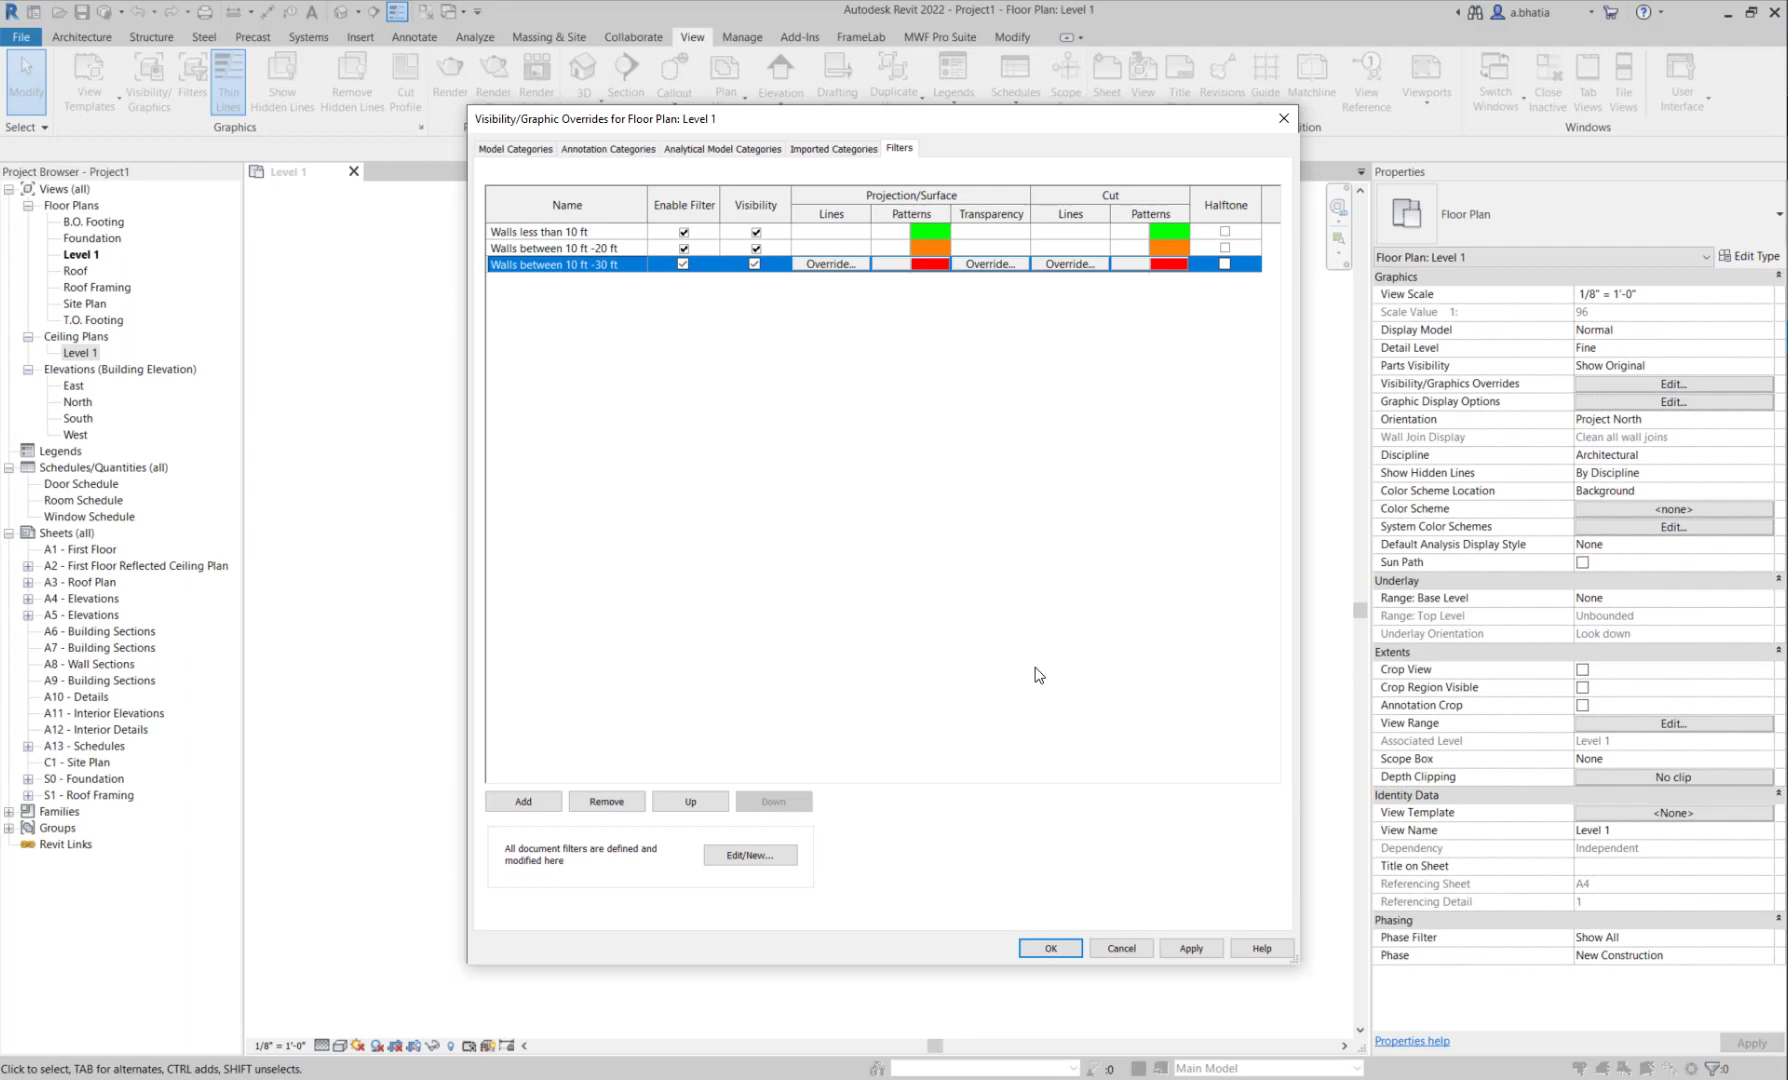 Autodesk Revit 2022 - Project1 - Floor Plan: Level 1
a.bhatia
File Architecture Structure Steel Precast Systems Insert Annotate Analyze Massing & Site Collaborate View Manage Add-Ins FrameLab MWF Pro Suite Modify
Modify
View Templates
Visibility/ Graphics
Filters
Thin Lines
Show Hidden Lines
Remove Hidden Lines
Cut Profile
Render
Render
Render
3D
Section
Callout
Plan
Elevation
Drafting
Duplicate
Legends
Schedules
Scope
Sheet
View
Title
Revisions
Guide
Matchline
View Reference
Viewports
Switch Windows
Close Inactive
Tab Views
Tile Views
User Interface
Select
Graphics
Windows
Project Browser - Project1
Views (all)
Floor Plans
B.O. Footing
Foundation
Level 1
Roof
Roof Framing
Site Plan
T.O. Footing
Ceiling Plans
Level 1
Elevations (Building Elevation)
East
North
South
West
Legends
Schedules/Quantities (all)
Door Schedule
Room Schedule
Window Schedule
Sheets (all)
A1 - First Floor
A2 - First Floor Reflected Ceiling Plan
A3 - Roof Plan
A4 - Elevations
A5 - Elevations
A6 - Building Sections
A7 - Building Sections
A8 - Wall Sections
A9 - Building Sections
A10 - Details
A11 - Interior Elevations
A12 - Interior Details
A13 - Schedules
C1 - Site Plan
S0 - Foundation
S1 - Roof Framing
Families
Groups
Revit Links
Level 1
Visibility/Graphic Overrides for Floor Plan: Level 1
Model Categories Annotation Categories Analytical Model Categories Imported Categories Filters
Name Enable Filter Visibility Projection/Surface Cut Halftone
Lines Patterns Transparency Lines Patterns
Walls less than 10 ft
Walls between 10 ft -20 ft
Walls between 10 ft -30 ft Override... Override... Override...
Add Remove Up Down
All document filters are defined and
modified here
Edit/New...
OK Cancel Apply Help
Properties
Floor Plan
Floor Plan: Level 1 Edit Type
Graphics
View Scale 1/8" = 1'-0"
Scale Value 1: 96
Display Model Normal
Detail Level Fine
Parts Visibility Show Original
Visibility/Graphics Overrides Edit...
Graphic Display Options Edit...
Orientation Project North
Wall Join Display Clean all wall joins
Discipline Architectural
Show Hidden Lines By Discipline
Color Scheme Location Background
Color Scheme <none>
System Color Schemes Edit...
Default Analysis Display Style None
Sun Path
Underlay
Range: Base Level None
Range: Top Level Unbounded
Underlay Orientation Look down
Extents
Crop View
Crop Region Visible
Annotation Crop
View Range Edit...
Associated Level Level 1
Scope Box None
Depth Clipping No clip
Identity Data
View Template <None>
View Name Level 1
Dependency Independent
Title on Sheet
Referencing Sheet A4
Referencing Detail 1
Phasing
Phase Filter Show All
Phase New Construction
Properties help
Apply
1/8" = 1'-0"
Click to select, TAB for alternates, CTRL adds, SHIFT unselects.
:0
Main Model
:0